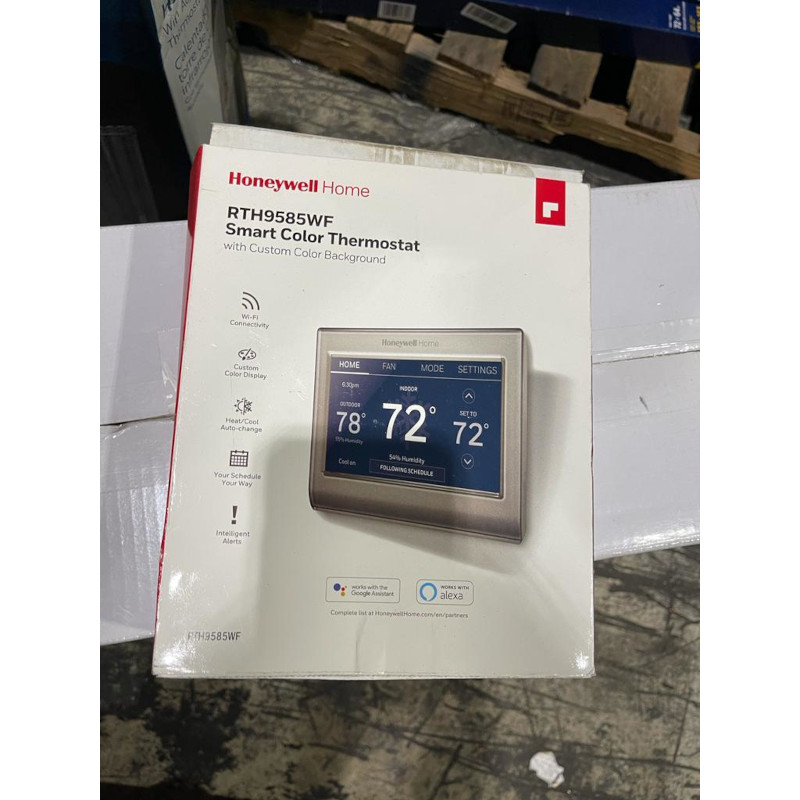 Honeywell Home
RTH9585WF
Smart Color Thermostat
with Custom Color Background
Wi-Fi
Connectivity
Custom
Color Display
Heat/Cool
Auto-change
Your Schedule
Your Way
Intelligent
Alerts
Honeywell Home
HOME FAN MODE SETTINGS
6:30pm
INDOOR
OUTDOOR
78°
72°
SET TO
72°
54% Humidity
Cool on
FOLLOWING SCHEDULE
works with the
Google Assistant
WORKS WITH
alexa
Complete list at HoneywellHome.com/en/partners
RTH9585WF